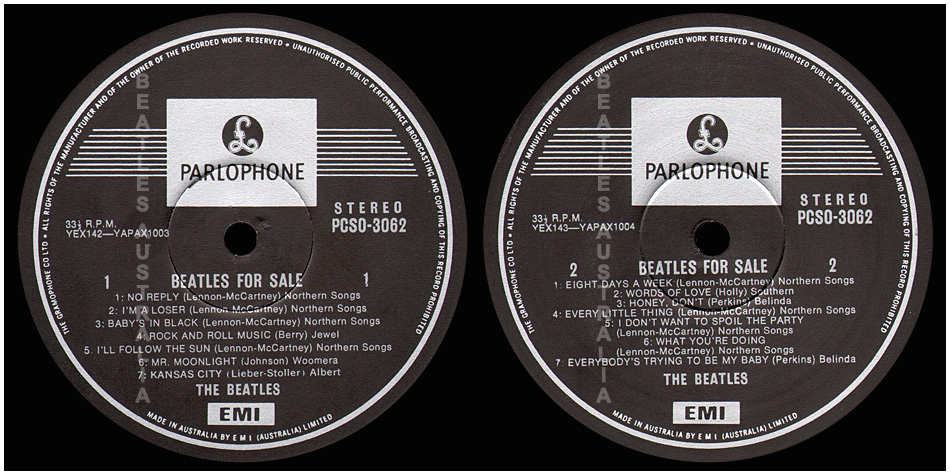 THE GRAMOPHONE CO LTD • ALL RIGHTS OF THE MANUFACTURER AND OF THE OWNER OF THE RECORDED WORK RESERVED • UNAUTHORISED PUBLIC PERFORMANCE BROADCASTING AND COPYING OF THIS RECORD PROHIBITED
BEATLES AUSTRALIA
£
PARLOPHONE
STEREO
33⅓ R.P.M. PCSO-3062
YEX142—YAPAX1003
1 BEATLES FOR SALE 1
1: NO REPLY (Lennon-McCartney) Northern Songs
2: I'M A LOSER (Lennon-McCartney) Northern Songs
3: BABY'S IN BLACK (Lennon-McCartney) Northern Songs
4: ROCK AND ROLL MUSIC (Berry) Jewel
5: I'LL FOLLOW THE SUN (Lennon-McCartney) Northern Songs
6: MR. MOONLIGHT (Johnson) Woomera
7: KANSAS CITY (Lieber-Stoller) Albert
THE BEATLES
EMI
MADE IN AUSTRALIA BY E M I (AUSTRALIA) LIMITED
THE GRAMOPHONE CO LTD • ALL RIGHTS OF THE MANUFACTURER AND OF THE OWNER OF THE RECORDED WORK RESERVED • UNAUTHORISED PUBLIC PERFORMANCE BROADCASTING AND COPYING OF THIS RECORD PROHIBITED
BEATLES AUSTRALIA
£
PARLOPHONE
STEREO
33⅓ R.P.M. PCSO-3062
YEX143—YAPAX1004
2 BEATLES FOR SALE 2
1: EIGHT DAYS A WEEK (Lennon-McCartney) Northern Songs
2: WORDS OF LOVE (Holly) Southern
3: HONEY, DON'T (Perkins) Belinda
4: EVERY LITTLE THING (Lennon-McCartney) Northern Songs
5: I DON'T WANT TO SPOIL THE PARTY
(Lennon-McCartney) Northern Songs
6: WHAT YOU'RE DOING
(Lennon-McCartney) Northern Songs
7 EVERYBODY'S TRYING TO BE MY BABY (Perkins) Belinda
THE BEATLES
EMI
MADE IN AUSTRALIA BY E M I (AUSTRALIA) LIMITED